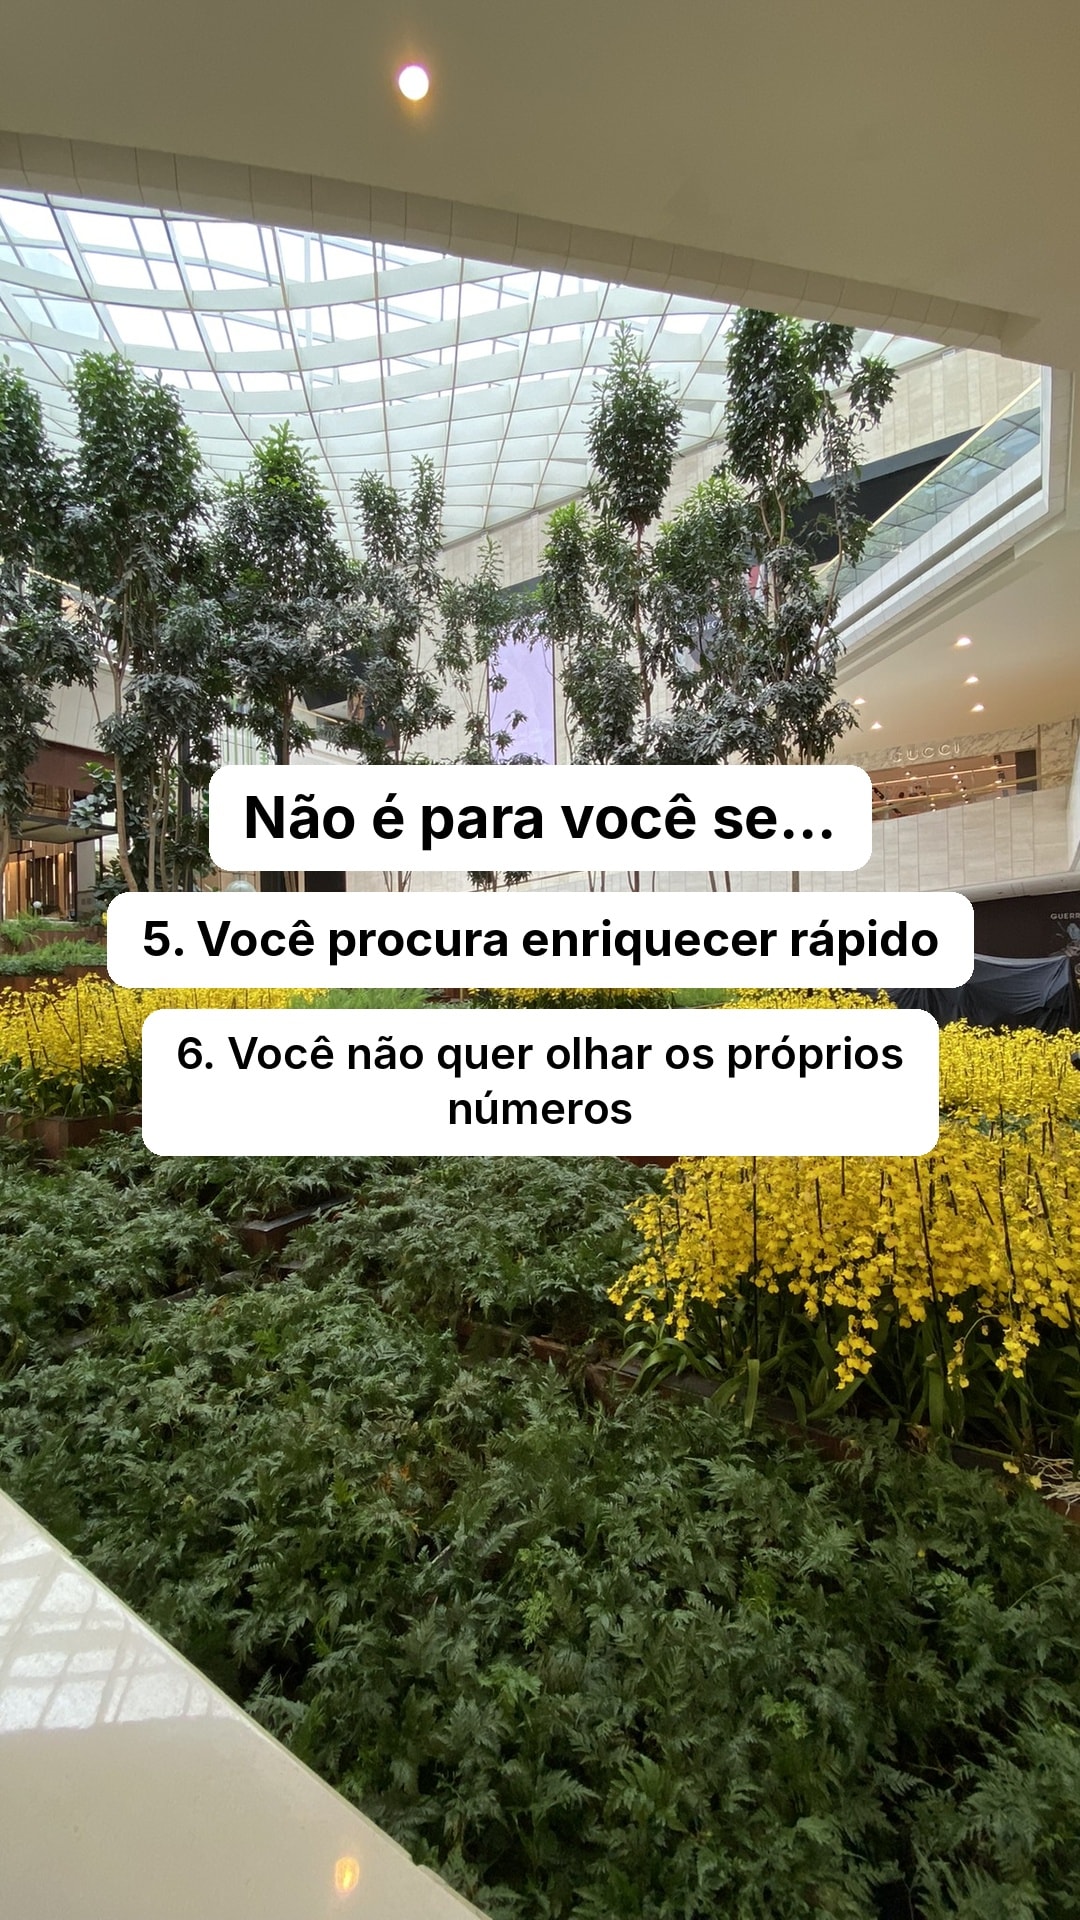 GUCCI
Não é para você se...
5. Você procura enriquecer rápido
6. Você não quer olhar os próprios
números